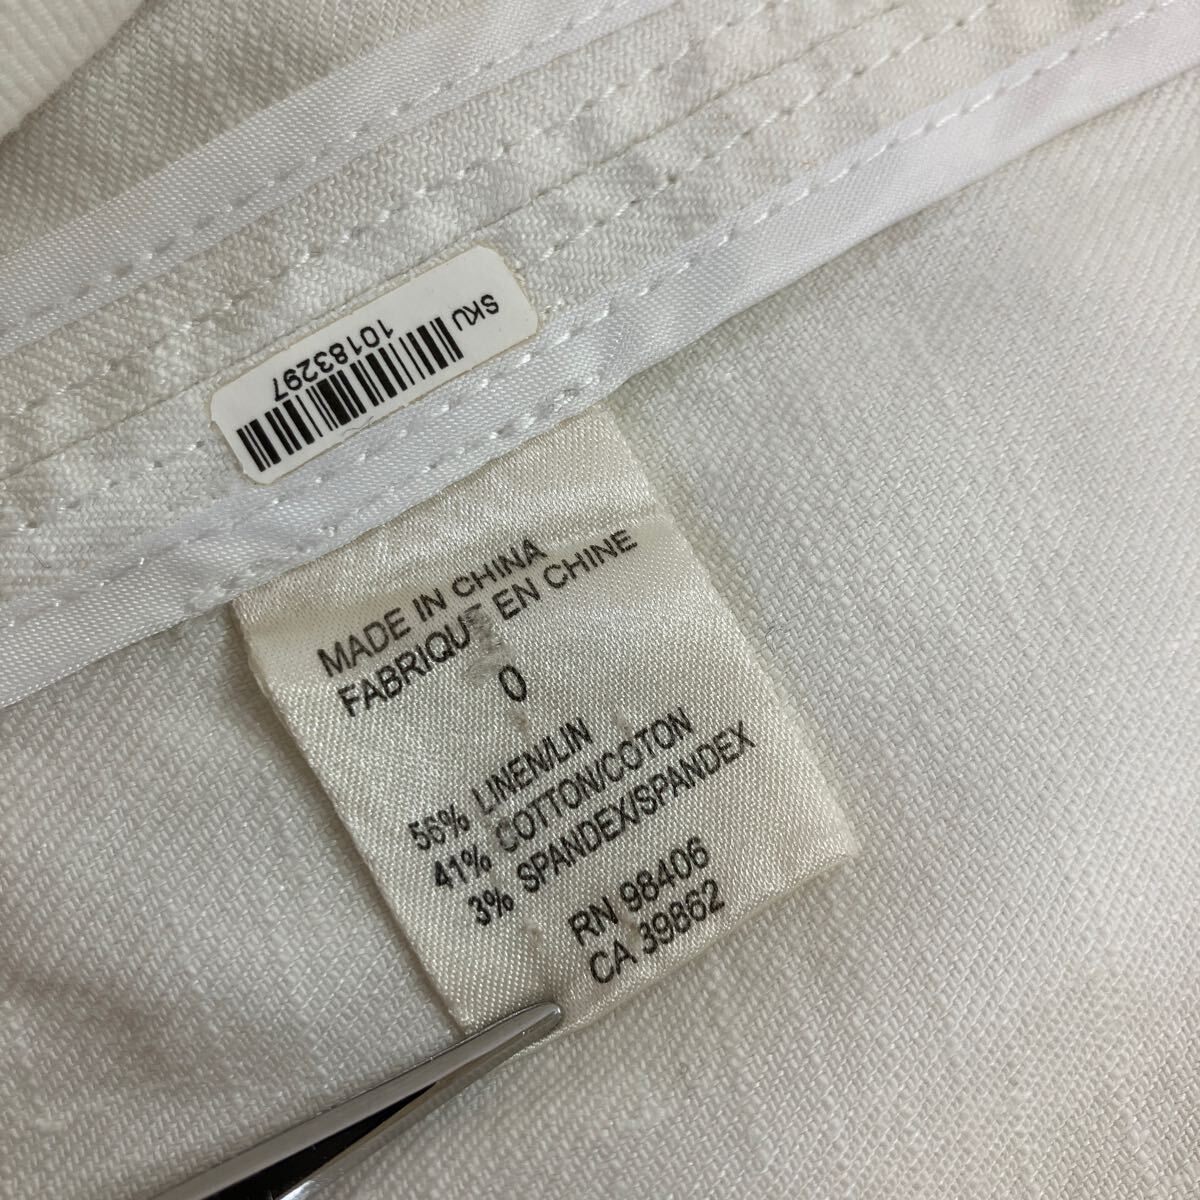 SKU
10183297
MADE IN CHINA
FABRIQUE EN CHINE
0
56% LINEN/LIN
41% COTTON/COTON
3% SPANDEX/SPANDEX
RN 98406
CA 39862